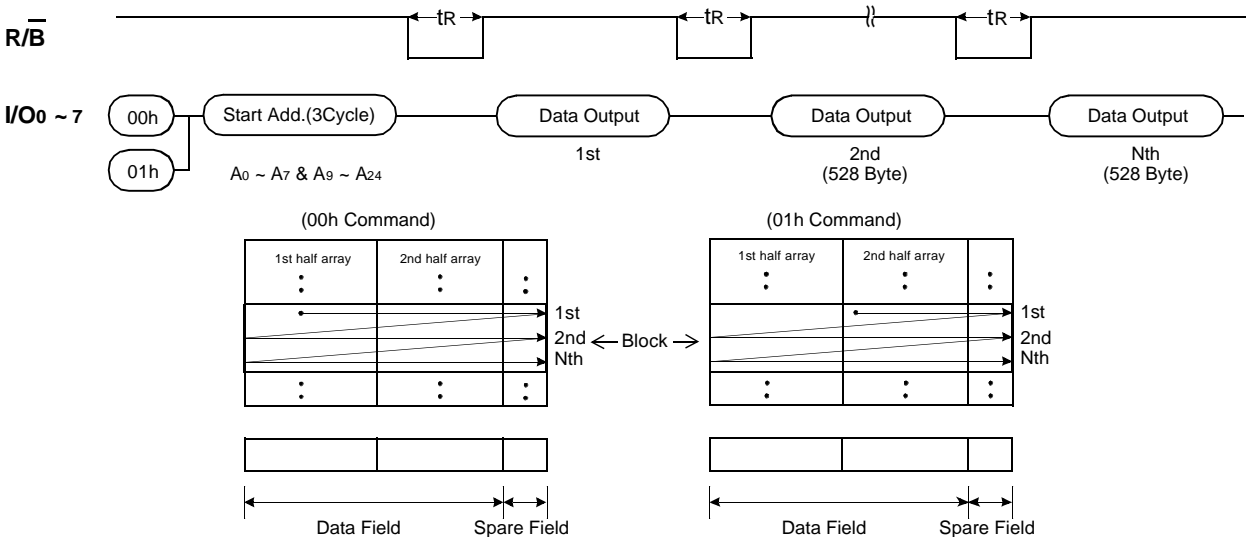 R/B tR tR tR
I/O0 ~ 7 00h Start Add.(3Cycle) Data Output Data Output Data Output
01h A0 ~ A7 & A9 ~ A24 1st 2nd Nth
(528 Byte) (528 Byte)
(00h Command) (01h Command)
1st half array 2nd half array 1st half array 2nd half array
1st 1st
2nd Block 2nd
Nth Nth
Data Field Spare Field Data Field Spare Field